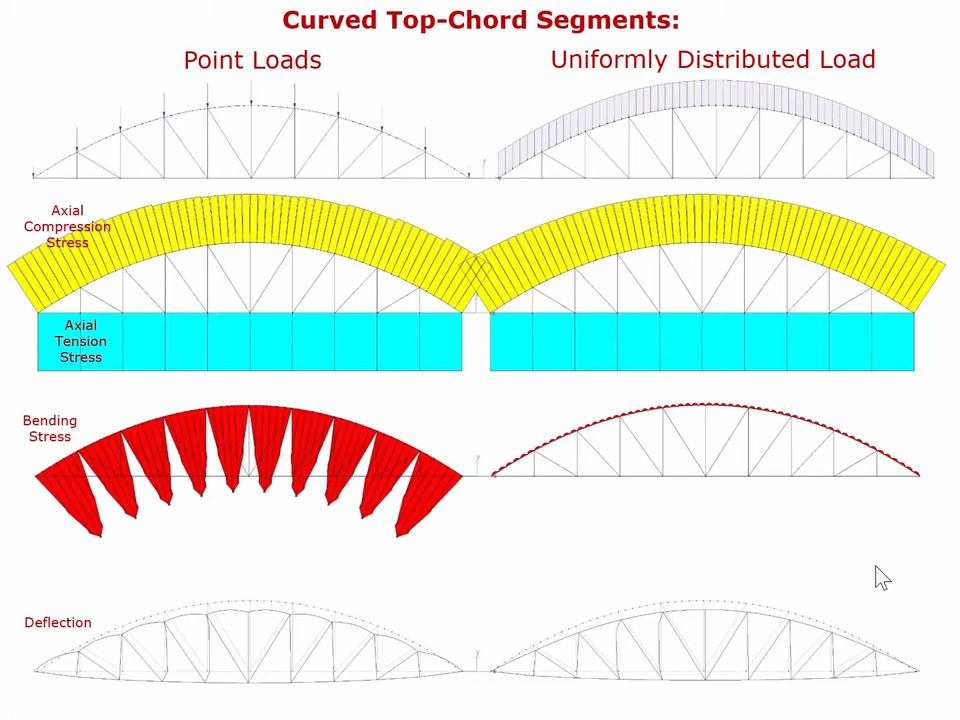 Curved Top-Chord Segments:
Point Loads
Uniformly Distributed Load
Axial
Compression
Stress
Axial
Tension
Stress
Bending
Stress
Deflection